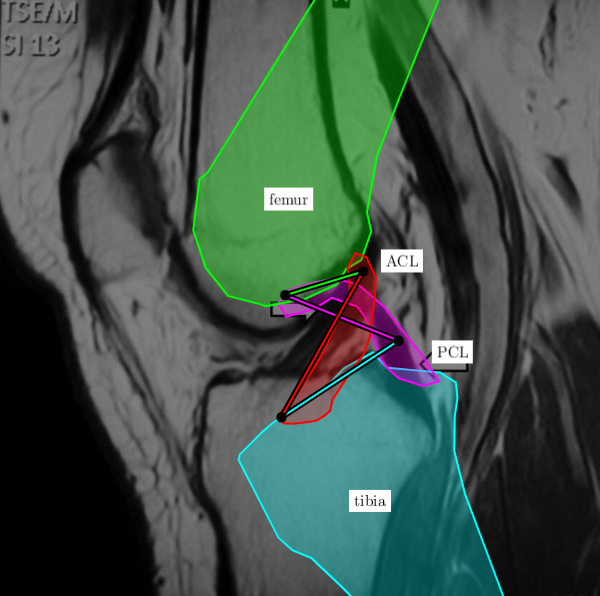 TSE/M
SI 13
femur
ACL
PCL
tibia